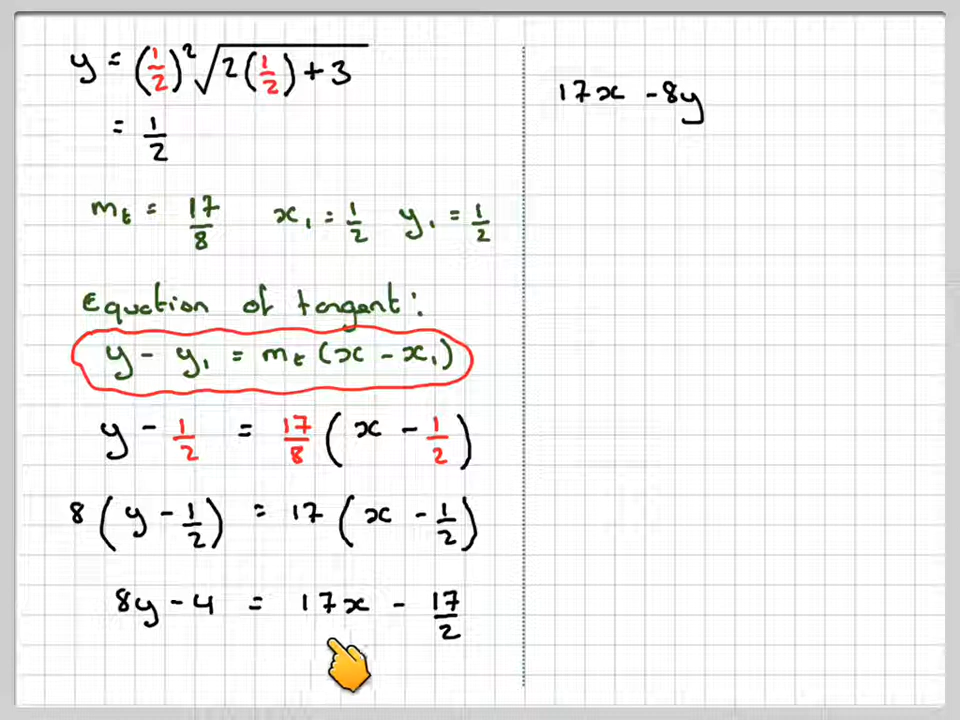 y = (1/2)² √(2(1/2) + 3)
= 1/2
m_t = 17/8 x₁ = 1/2 y₁ = 1/2
Equation of tangent:
y - y₁ = m_t (x - x₁)
y - 1/2 = 17/8 (x - 1/2)
8 (y - 1/2) = 17 (x - 1/2)
8y - 4 = 17x - 17/2
17x - 8y